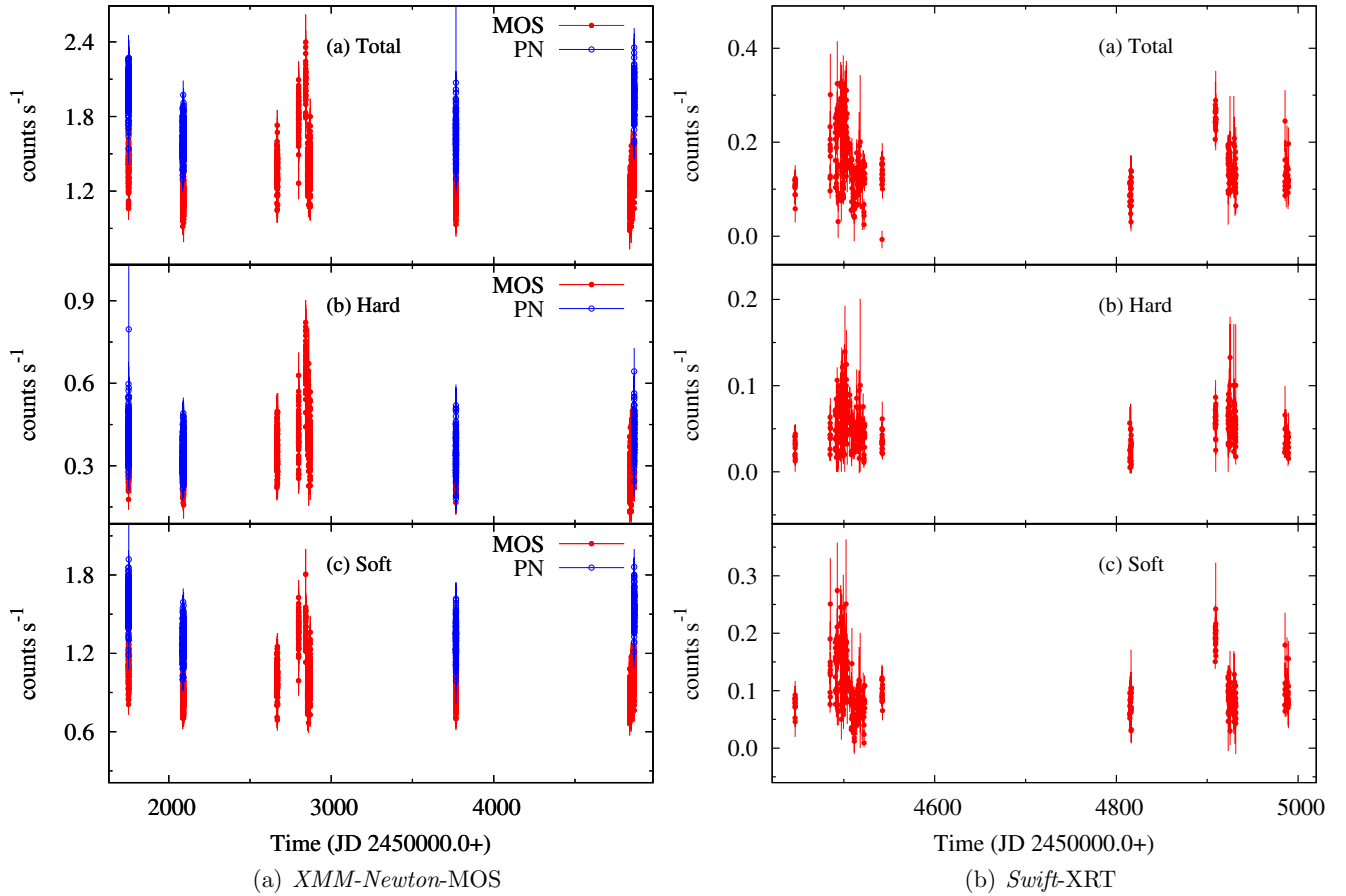 MOS
PN
(a) Total
counts s⁻¹
2.4
1.8
1.2
MOS
PN
(b) Hard
counts s⁻¹
0.9
0.6
0.3
MOS
PN
(c) Soft
counts s⁻¹
1.8
1.2
0.6
2000 3000 4000
Time (JD 2450000.0+)
(a) XMM-Newton-MOS
(a) Total
counts s⁻¹
0.4
0.2
0.0
(b) Hard
counts s⁻¹
0.2
0.1
0.0
(c) Soft
counts s⁻¹
0.3
0.2
0.1
0.0
4600 4800 5000
Time (JD 2450000.0+)
(b) Swift-XRT